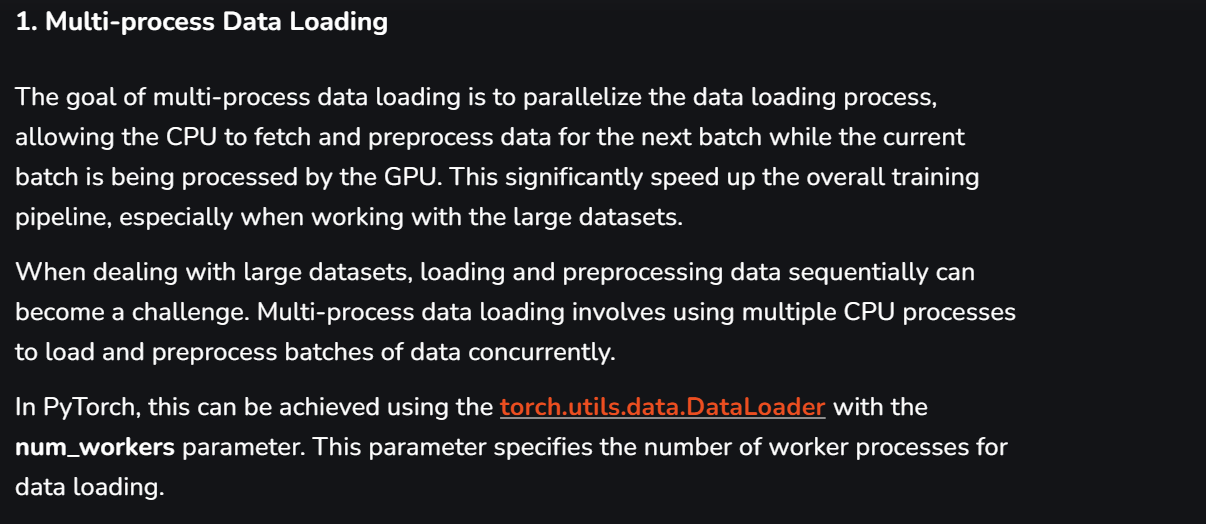 1. Multi-process Data Loading
The goal of multi-process data loading is to parallelize the data loading process,
allowing the CPU to fetch and preprocess data for the next batch while the current
batch is being processed by the GPU. This significantly speed up the overall training
pipeline, especially when working with the large datasets.
When dealing with large datasets, loading and preprocessing data sequentially can
become a challenge. Multi-process data loading involves using multiple CPU processes
to load and preprocess batches of data concurrently.
In PyTorch, this can be achieved using the torch.utils.data.DataLoader with the
num_workers parameter. This parameter specifies the number of worker processes for
data loading.